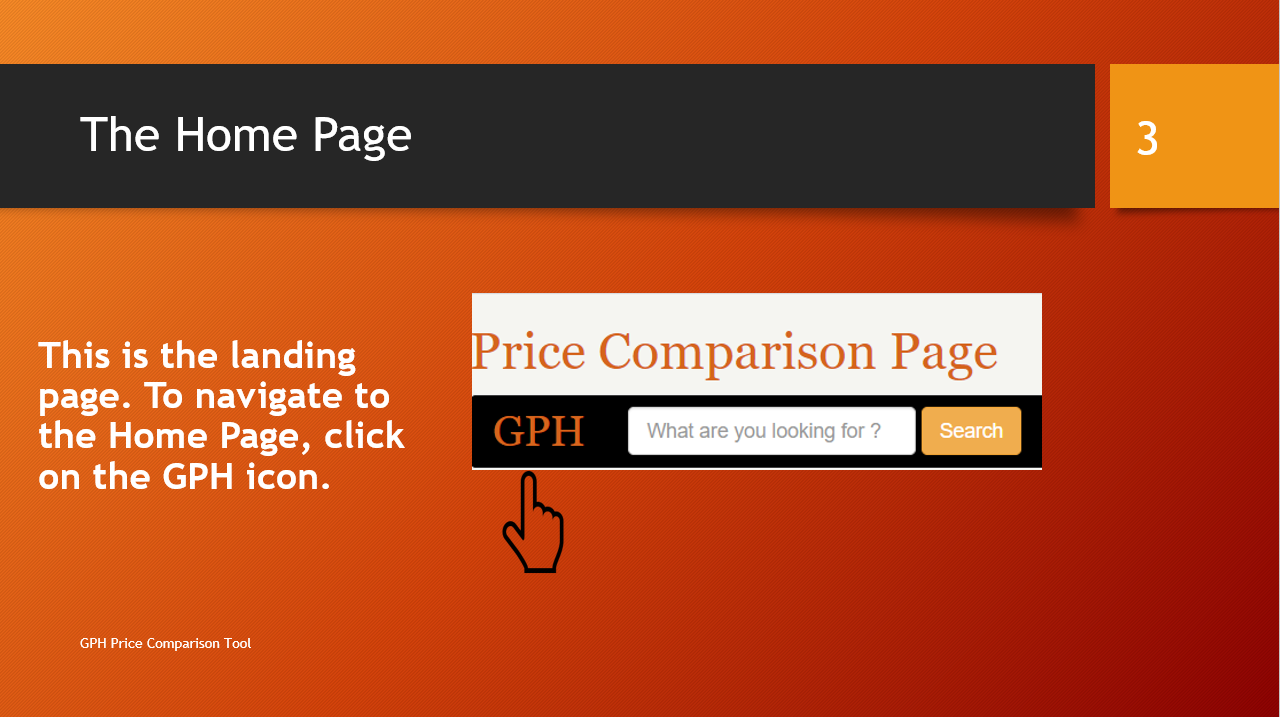 The Home Page
3
This is the landing
page. To navigate to
the Home Page, click
on the GPH icon.
Price Comparison Page
GPH
What are you looking for ?
Search
GPH Price Comparison Tool